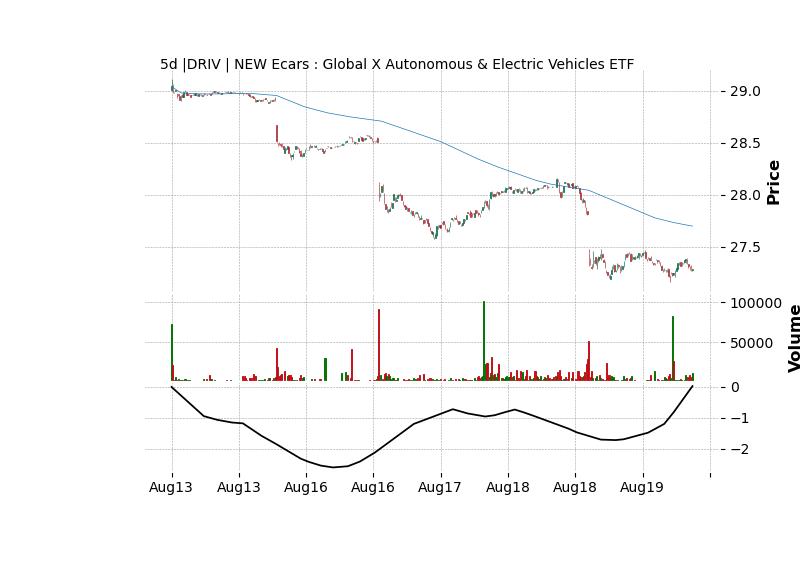 5d |DRIV | NEW Ecars : Global X Autonomous & Electric Vehicles ETF
29.0
28.5
28.0
27.5
Price
100000
50000
Volume
0
−1
−2
Aug13 Aug13 Aug16 Aug16 Aug17 Aug18 Aug18 Aug19